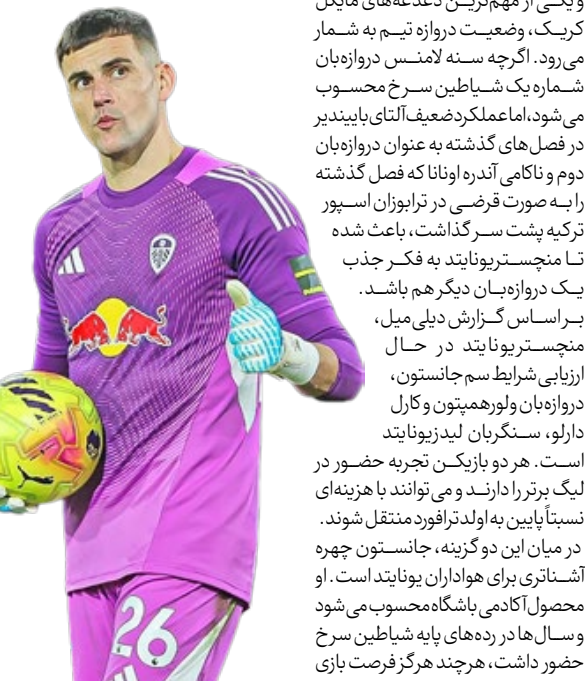 و یکی از مهم‌ترین دغدغه‌های مایکل
کریک، وضعیت دروازه تیم به شمار
می‌رود. اگرچه سنه لامنس دروازه‌بان
شماره یک شیاطین سرخ محسوب
می‌شود، اما عملکرد ضعیف آلتای باییندیر
در فصل‌های گذشته به عنوان دروازه‌بان
دوم و ناکامی آندره اونانا که فصل گذشته
را به صورت قرضی در ترابوزان اسپور
ترکیه پشت سر گذاشت، باعث شده
تا منچستریونایتد به فکر جذب
یک دروازه‌بان دیگر هم باشد.
بر اساس گزارش دیلی میل،
منچستریونایتد در حال
ارزیابی شرایط سم جانستون،
دروازه‌بان ولورهمپتون و کارل
دارلو، سنگربان لیدزیونایتد
است. هر دو بازیکن تجربه حضور در
لیگ برتر را دارند و می‌توانند با هزینه‌ای
نسبتاً پایین به اولدترافورد منتقل شوند.
در میان این دو گزینه، جانستون چهره
آشناتری برای هواداران یونایتد است. او
محصول آکادمی باشگاه محسوب می‌شود
و سال‌ها در رده‌های پایه شیاطین سرخ
حضور داشت، هرچند هرگز فرصت بازی
26